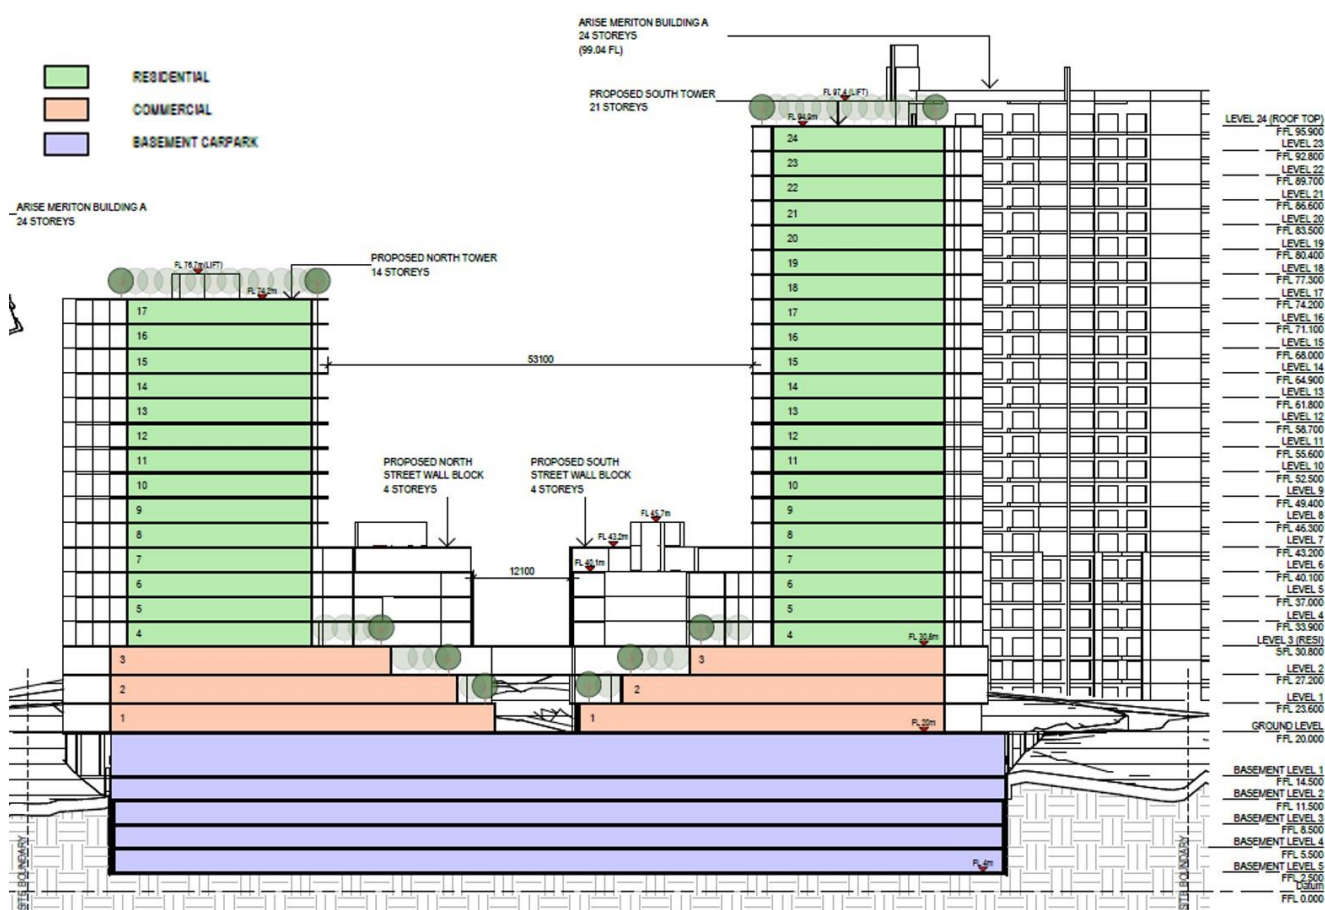 ARISE MERITON BUILDING A
24 STOREYS
(99.04 FL)
RESIDENTIAL
COMMERCIAL
BASEMENT CARPARK
PROPOSED SOUTH TOWER
21 STOREYS
FL 97.4 (LIFT)
FL 94.9m
ARISE MERITON BUILDING A
24 STOREYS
PROPOSED NORTH TOWER
14 STOREYS
FL 76.7m(LIFT)
FL 74.2m
53100
PROPOSED NORTH
STREET WALL BLOCK
4 STOREYS
PROPOSED SOUTH
STREET WALL BLOCK
4 STOREYS
FL 45.7m
FL 43.2m
FL 40.1m
12100
17
16
15
14
13
12
11
10
9
8
7
6
5
4
3
2
1
24
23
22
21
20
19
18
17
16
15
14
13
12
11
10
9
8
7
6
5
4
3
2
1
FL 30.8m
FL 20m
FL 4m
LEVEL 24 (ROOF TOP)
FFL 95.900
LEVEL 23
FFL 92.800
LEVEL 22
FFL 89.700
LEVEL 21
FFL 86.600
LEVEL 20
FFL 83.500
LEVEL 19
FFL 80.400
LEVEL 18
FFL 77.300
LEVEL 17
FFL 74.200
LEVEL 16
FFL 71.100
LEVEL 15
FFL 68.000
LEVEL 14
FFL 64.900
LEVEL 13
FFL 61.800
LEVEL 12
FFL 58.700
LEVEL 11
FFL 55.600
LEVEL 10
FFL 52.500
LEVEL 9
FFL 49.400
LEVEL 8
FFL 46.300
LEVEL 7
FFL 43.200
LEVEL 6
FFL 40.100
LEVEL 5
FFL 37.000
LEVEL 4
FFL 33.900
LEVEL 3 (RESI)
SFL 30.800
LEVEL 2
FFL 27.200
LEVEL 1
FFL 23.600
GROUND LEVEL
FFL 20.000
BASEMENT LEVEL 1
FFL 14.500
BASEMENT LEVEL 2
FFL 11.500
BASEMENT LEVEL 3
FFL 8.500
BASEMENT LEVEL 4
FFL 5.500
BASEMENT LEVEL 5
FFL 2.500
Datum
FFL 0.000
SITE BOUNDARY
SITE BOUNDARY